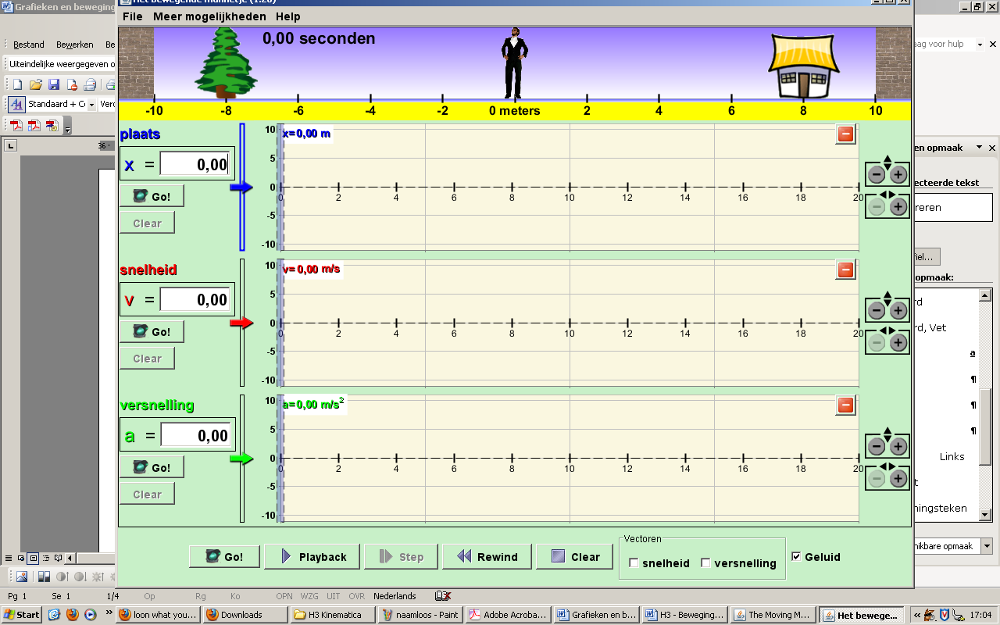 Grafieken en beweging
Het bewegende mannetje (1.20)
File Meer mogelijkheden Help
Bestand Bewerken Be
aag voor hulp
Uiteindelijke weergegeven o
Standaard + C Verd
0,00 seconden
-10 -8 -6 -4 -2 0 meters 2 4 6 8 10
36
plaats
x = 0,00
Go!
Clear
x=0,00 m
10
5
0
-5
-10
0 2 4 6 8 10 12 14 16 18 20
snelheid
v = 0,00
Go!
Clear
v=0,00 m/s
10
5
0
-5
-10
0 2 4 6 8 10 12 14 16 18 20
versnelling
a = 0,00
Go!
Clear
a=0,00 m/s²
10
5
0
-5
-10
0 2 4 6 8 10 12 14 16 18 20
en opmaak
ecteerde tekst
reren
fiel...
opmaak:
rd
rd, Vet
a
¶
¶
¶
Links
t
ningsteken
hikbare opmaak
Go! Playback Step Rewind Clear
Vectoren
snelheid versnelling
Geluid
Pg 1 Se 1 1/4 Op Rg Ko OPN WZG UIT OVR Nederlands
Start » loon what you... Downloads H3 Kinematica naamloos - Paint Adobe Acroba... Grafieken en b... H3 - Beweging... The Moving M... Het bewege... « 17:04